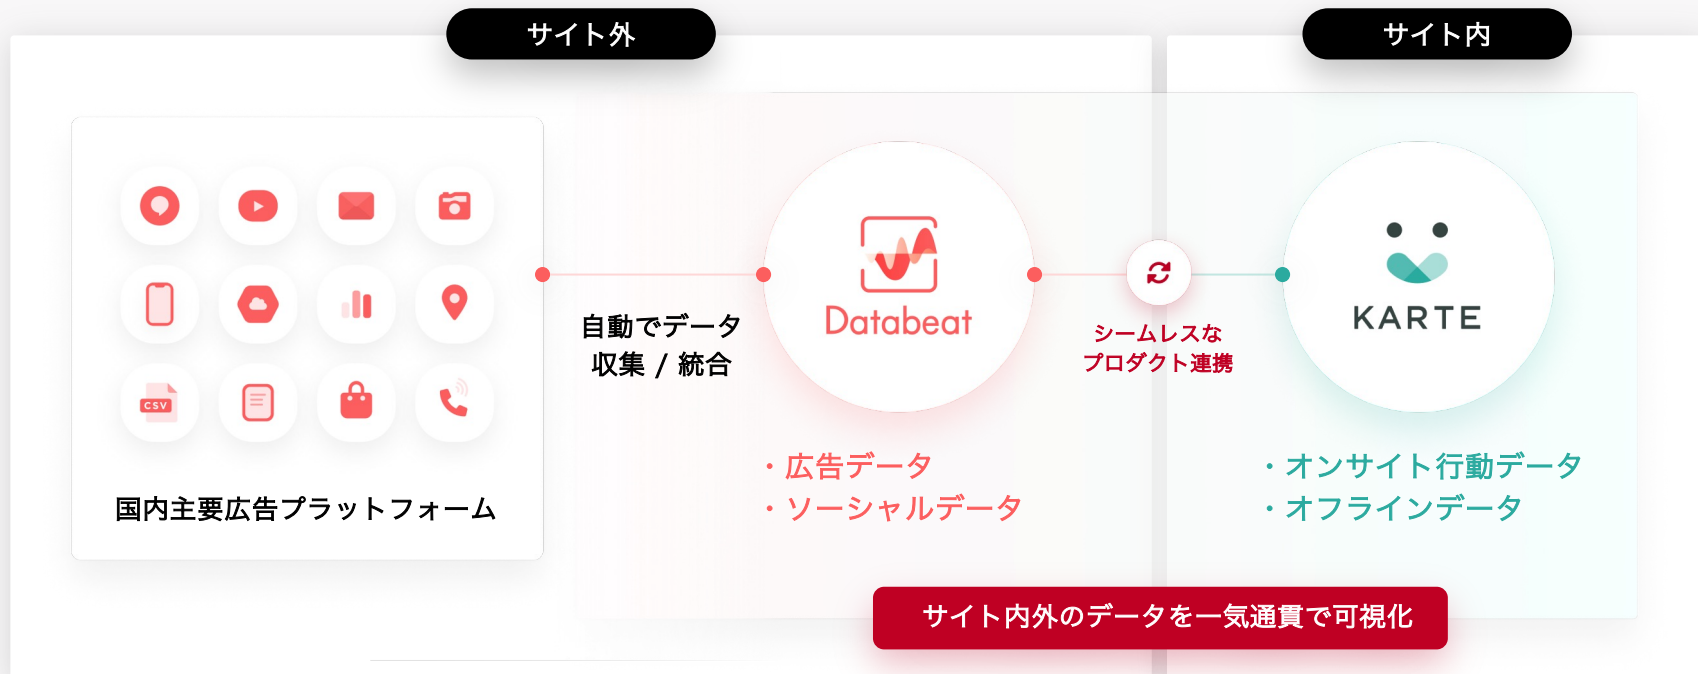 サイト外
サイト内
CSV
国内主要広告プラットフォーム
自動でデータ
収集 / 統合
Databeat
シームレスな
プロダクト連携
KARTE
・広告データ
・ソーシャルデータ
・オンサイト行動データ
・オフラインデータ
サイト内外のデータを一気通貫で可視化